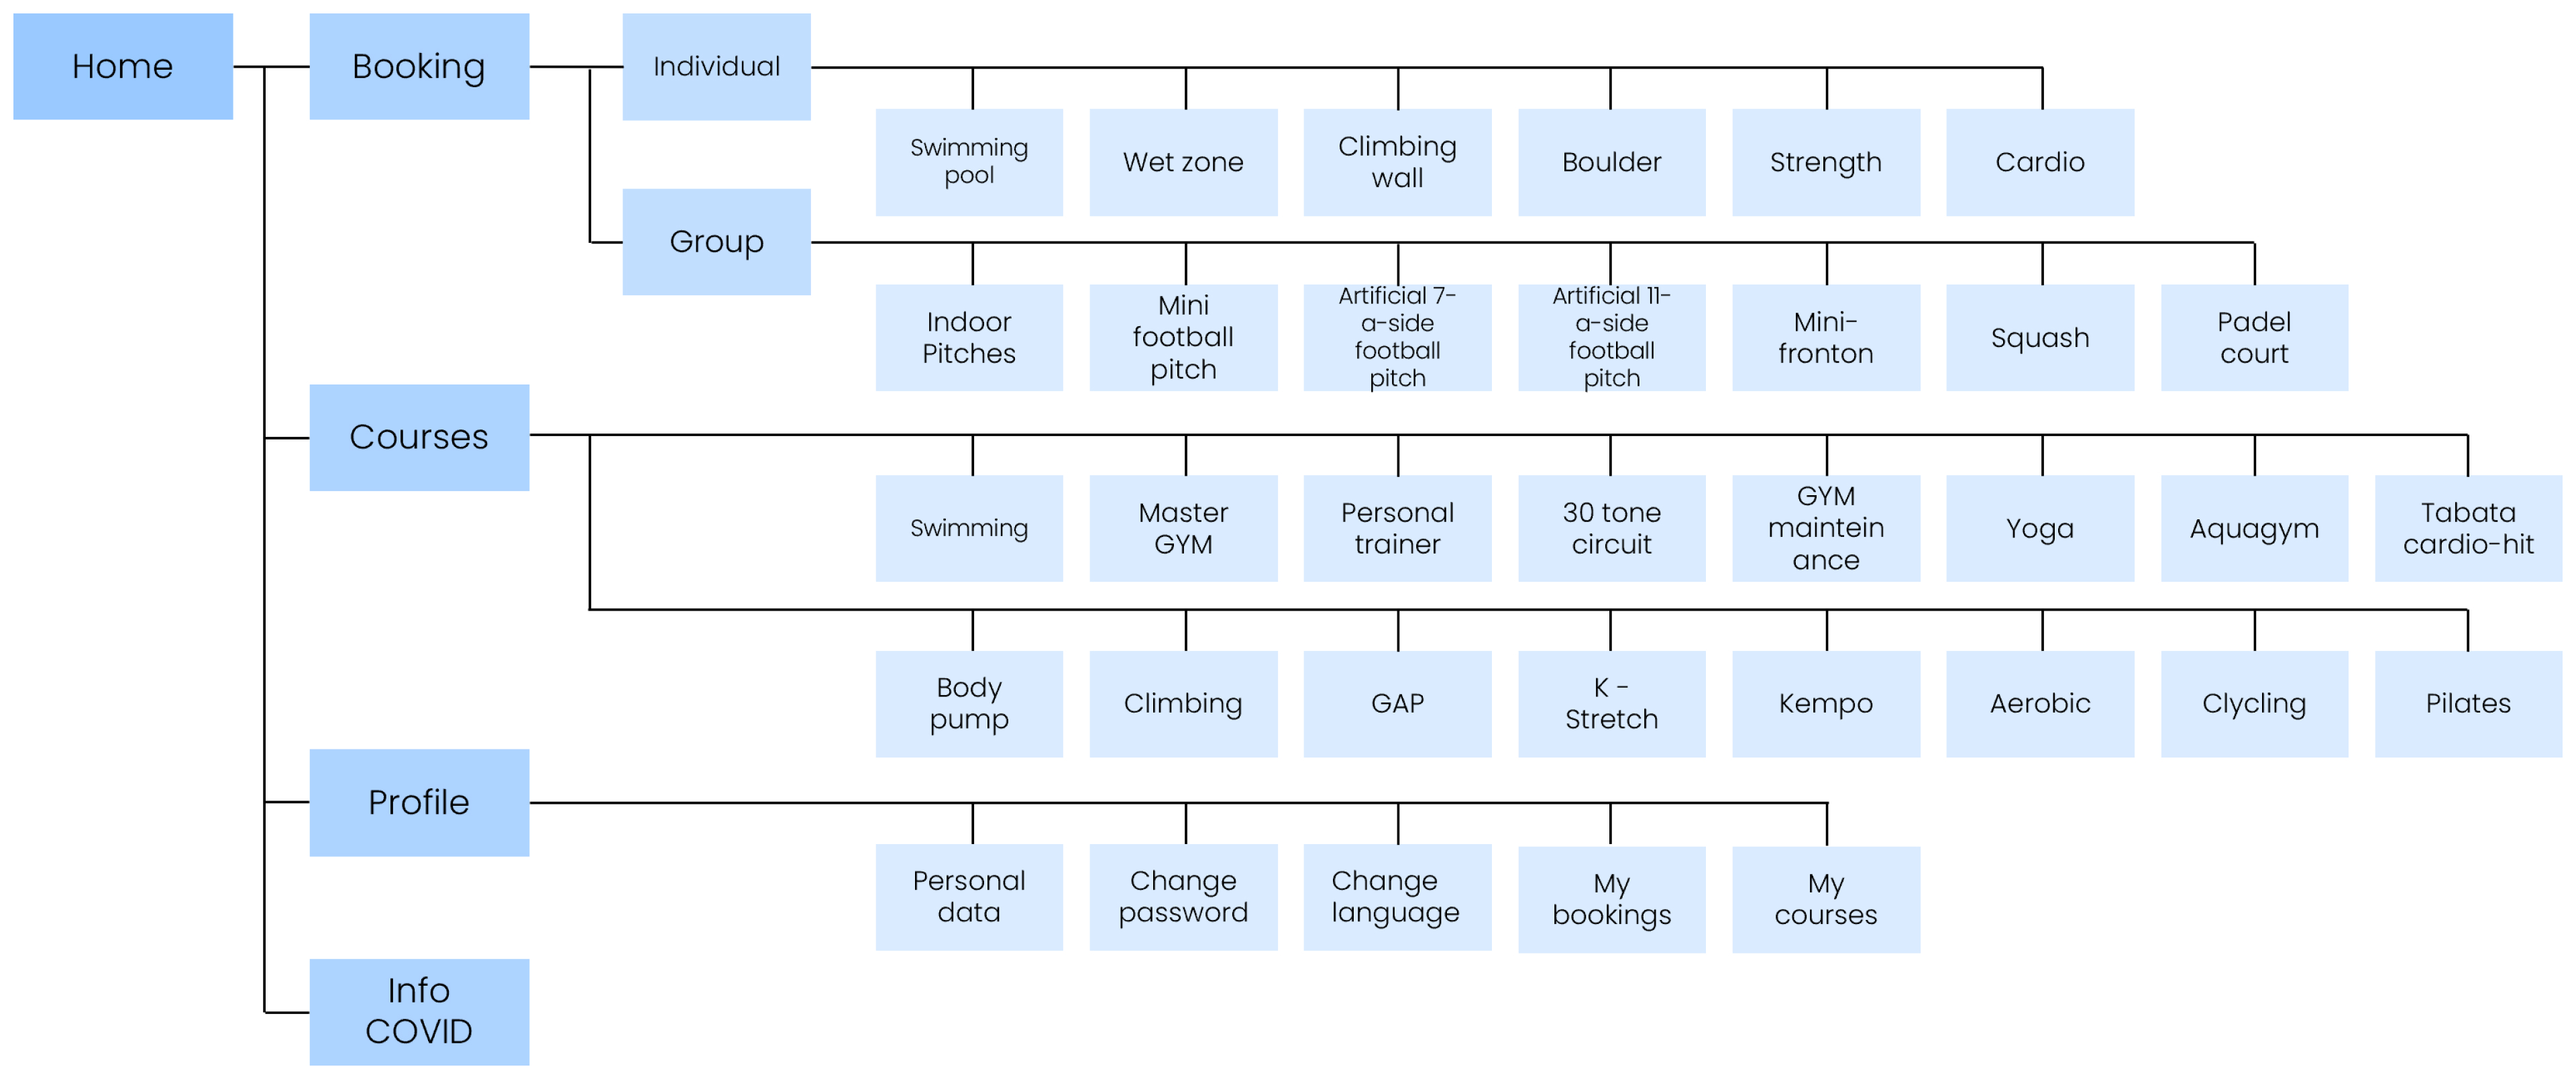 Home
Booking
Individual
Swimming
pool
Wet zone
Climbing
wall
Boulder
Strength
Cardio
Group
Indoor
Pitches
Mini
football
pitch
Artificial 7-
a-side
football
pitch
Artificial 11-
a-side
football
pitch
Mini-
fronton
Squash
Padel
court
Courses
Swimming
Master
GYM
Personal
trainer
30 tone
circuit
GYM
maintein
ance
Yoga
Aquagym
Tabata
cardio-hit
Body
pump
Climbing
GAP
K -
Stretch
Kempo
Aerobic
Clycling
Pilates
Profile
Personal
data
Change
password
Change
language
My
bookings
My
courses
Info
COVID